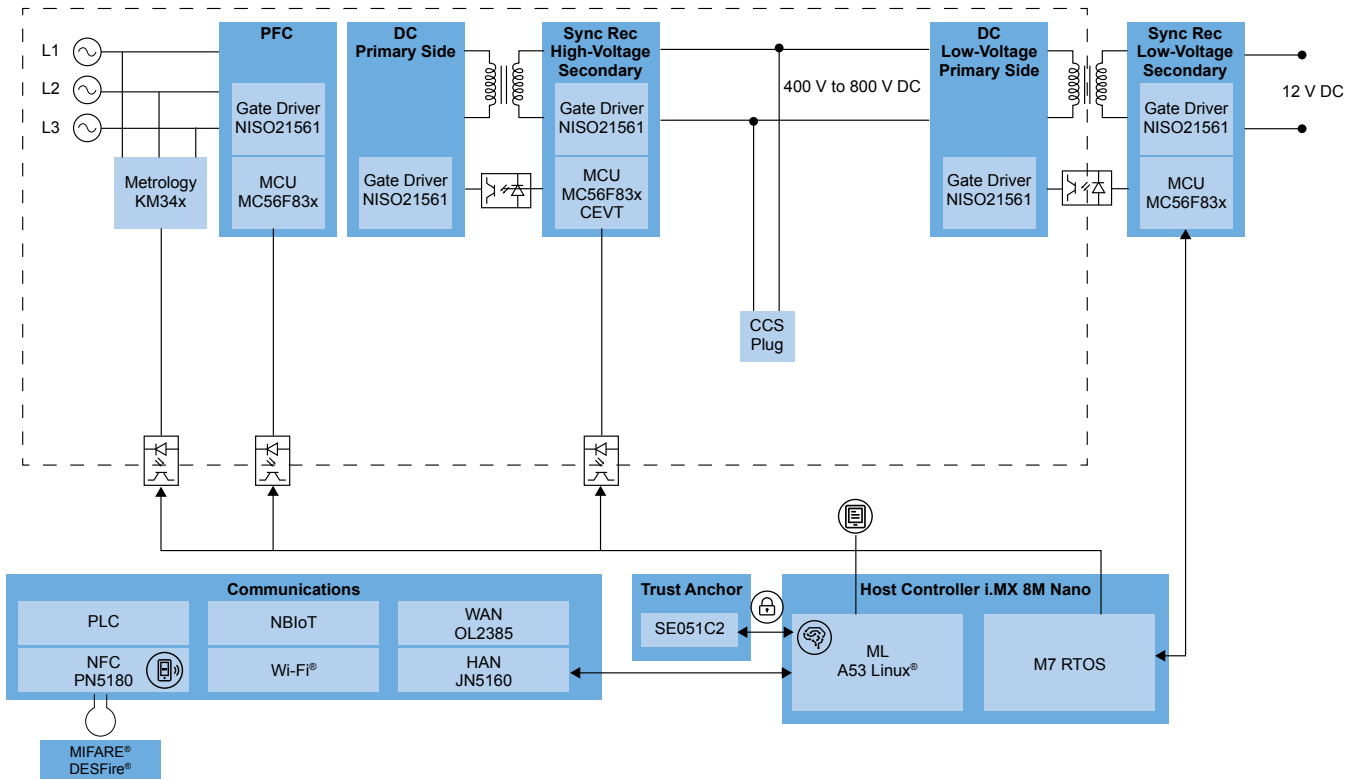 L1
L2
L3
PFC
Gate Driver
NISO21561
MCU
MC56F83x
Metrology
KM34x
DC
Primary Side
Gate Driver
NISO21561
Sync Rec
High-Voltage
Secondary
Gate Driver
NISO21561
MCU
MC56F83x
CEVT
400 V to 800 V DC
CCS
Plug
DC
Low-Voltage
Primary Side
Gate Driver
NISO21561
Sync Rec
Low-Voltage
Secondary
Gate Driver
NISO21561
MCU
MC56F83x
12 V DC
Communications
PLC
NBIoT
WAN
OL2385
NFC
PN5180
Wi-Fi®
HAN
JN5160
MIFARE®
DESFire®
Trust Anchor
SE051C2
Host Controller i.MX 8M Nano
ML
A53 Linux®
M7 RTOS